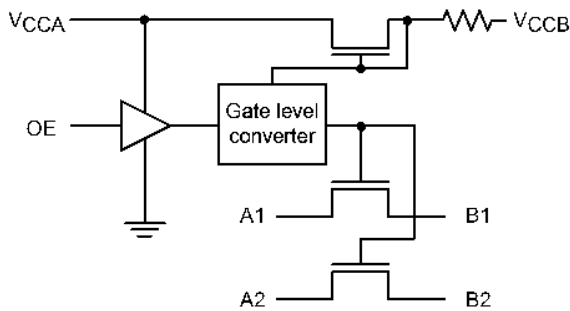 VCCA
VCCB
OE
Gate level
converter
A1
B1
A2
B2